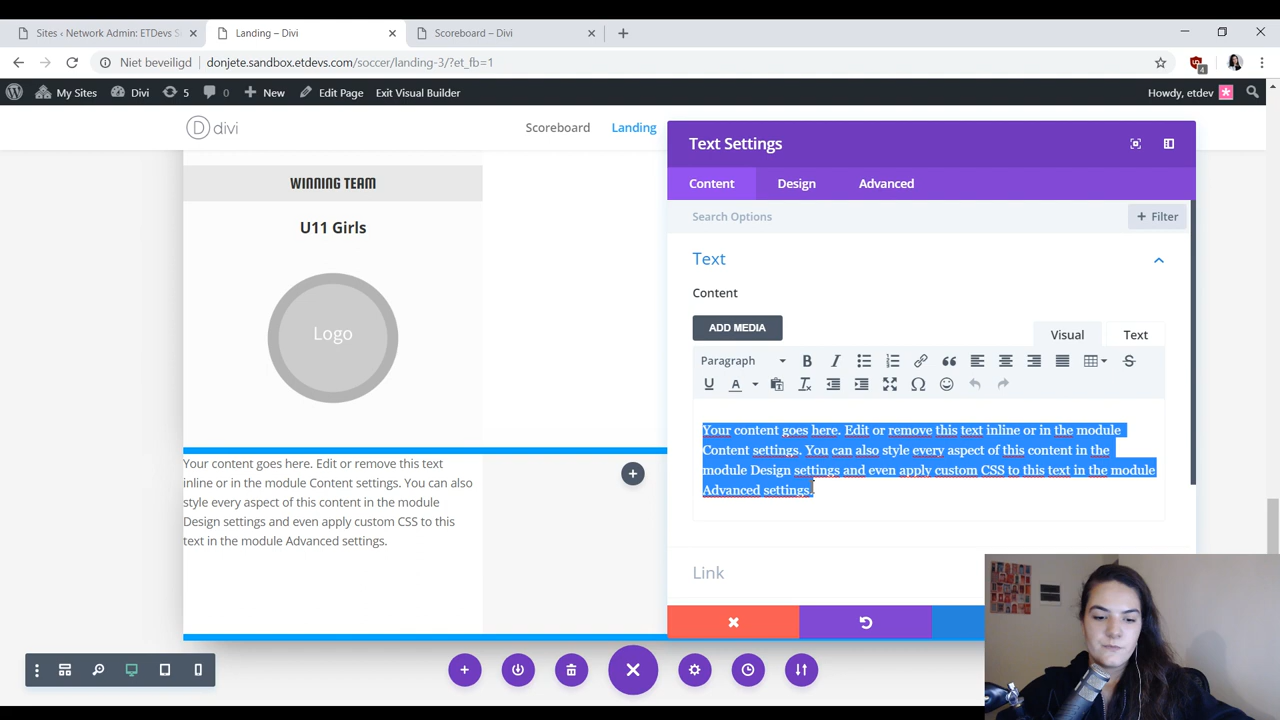 Sites ‹ Network Admin: ETDevs S
Landing – Divi
Scoreboard – Divi
Niet beveiligd
donjete.sandbox.etdevs.com/soccer/landing-3/?et_fb=1
4
My Sites
Divi
5
0
New
Edit Page
Exit Visual Builder
Howdy, etdev
D divi
Scoreboard
Landing
WINNING TEAM
U11 Girls
Logo
Your content goes here. Edit or remove this text
inline or in the module Content settings. You can also
style every aspect of this content in the module
Design settings and even apply custom CSS to this
text in the module Advanced settings.
Text Settings
Content
Design
Advanced
Search Options
+ Filter
Text
Content
ADD MEDIA
Visual
Text
Paragraph
B
I
U
A
Your content goes here. Edit or remove this text inline or in the module
Content settings. You can also style every aspect of this content in the
module Design settings and even apply custom CSS to this text in the module
Advanced settings.
Link